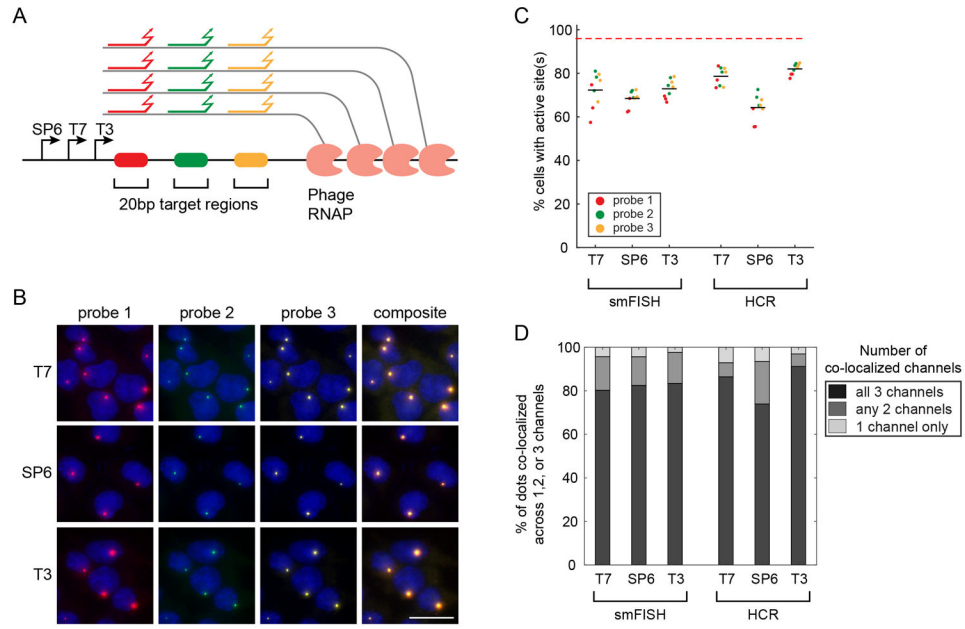 A
SP6
T7
T3
20bp target regions
Phage
RNAP
B
probe 1
probe 2
probe 3
composite
T7
SP6
T3
C
% cells with active site(s)
100
80
60
40
20
0
probe 1
probe 2
probe 3
T7
SP6
T3
T7
SP6
T3
smFISH
HCR
D
% of dots co-localized
across 1,2, or 3 channels
100
80
60
40
20
0
T7
SP6
T3
T7
SP6
T3
smFISH
HCR
Number of
co-localized channels
all 3 channels
any 2 channels
1 channel only